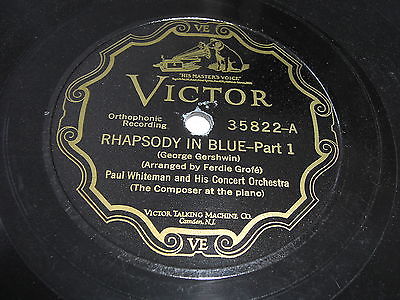 VE
"HIS MASTER'S VOICE"
VICTOR
Orthophonic
Recording
35822-A
RHAPSODY IN BLUE-Part 1
(George Gershwin)
(Arranged by Ferdie Grofé)
Paul Whiteman and His Concert Orchestra
(The Composer at the piano)
VICTOR TALKING MACHINE CO.
Camden, N.J.
VE